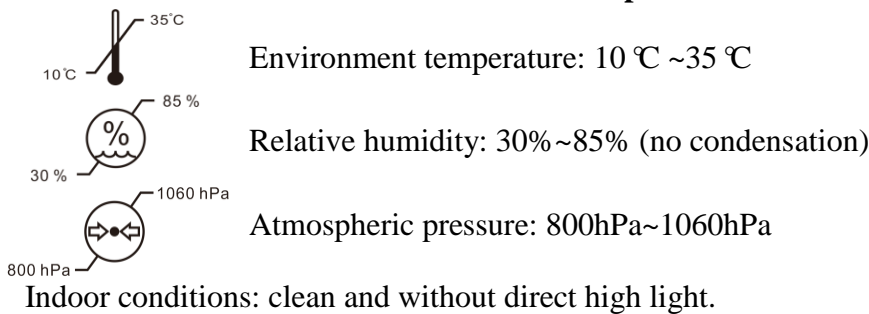 35℃
10℃
Environment temperature: 10 ℃ ~35 ℃
85 %
%
30 %
Relative humidity: 30%~85% (no condensation)
1060 hPa
800 hPa
Atmospheric pressure: 800hPa~1060hPa
Indoor conditions: clean and without direct high light.